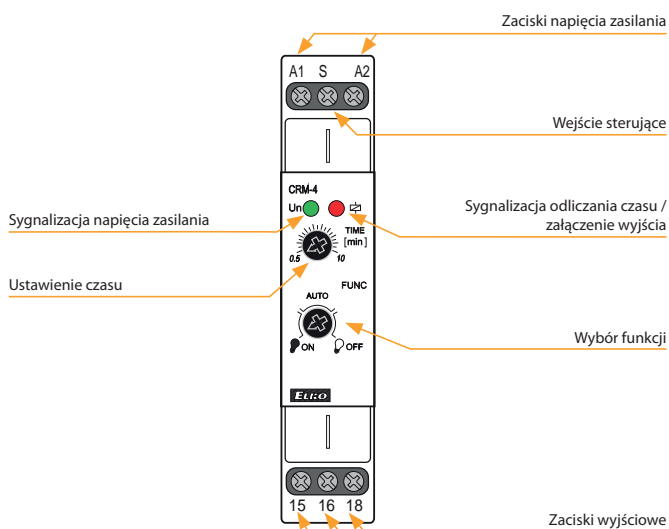 Zaciski napięcia zasilania
A1 S A2
Wejście sterujące
CRM-4
Un
Sygnalizacja napięcia zasilania
Sygnalizacja odliczania czasu /
załączenie wyjścia
TIME
[min]
0.5 10
Ustawienie czasu
FUNC
AUTO
Wybór funkcji
ON OFF
ELKO
15 16 18
Zaciski wyjściowe